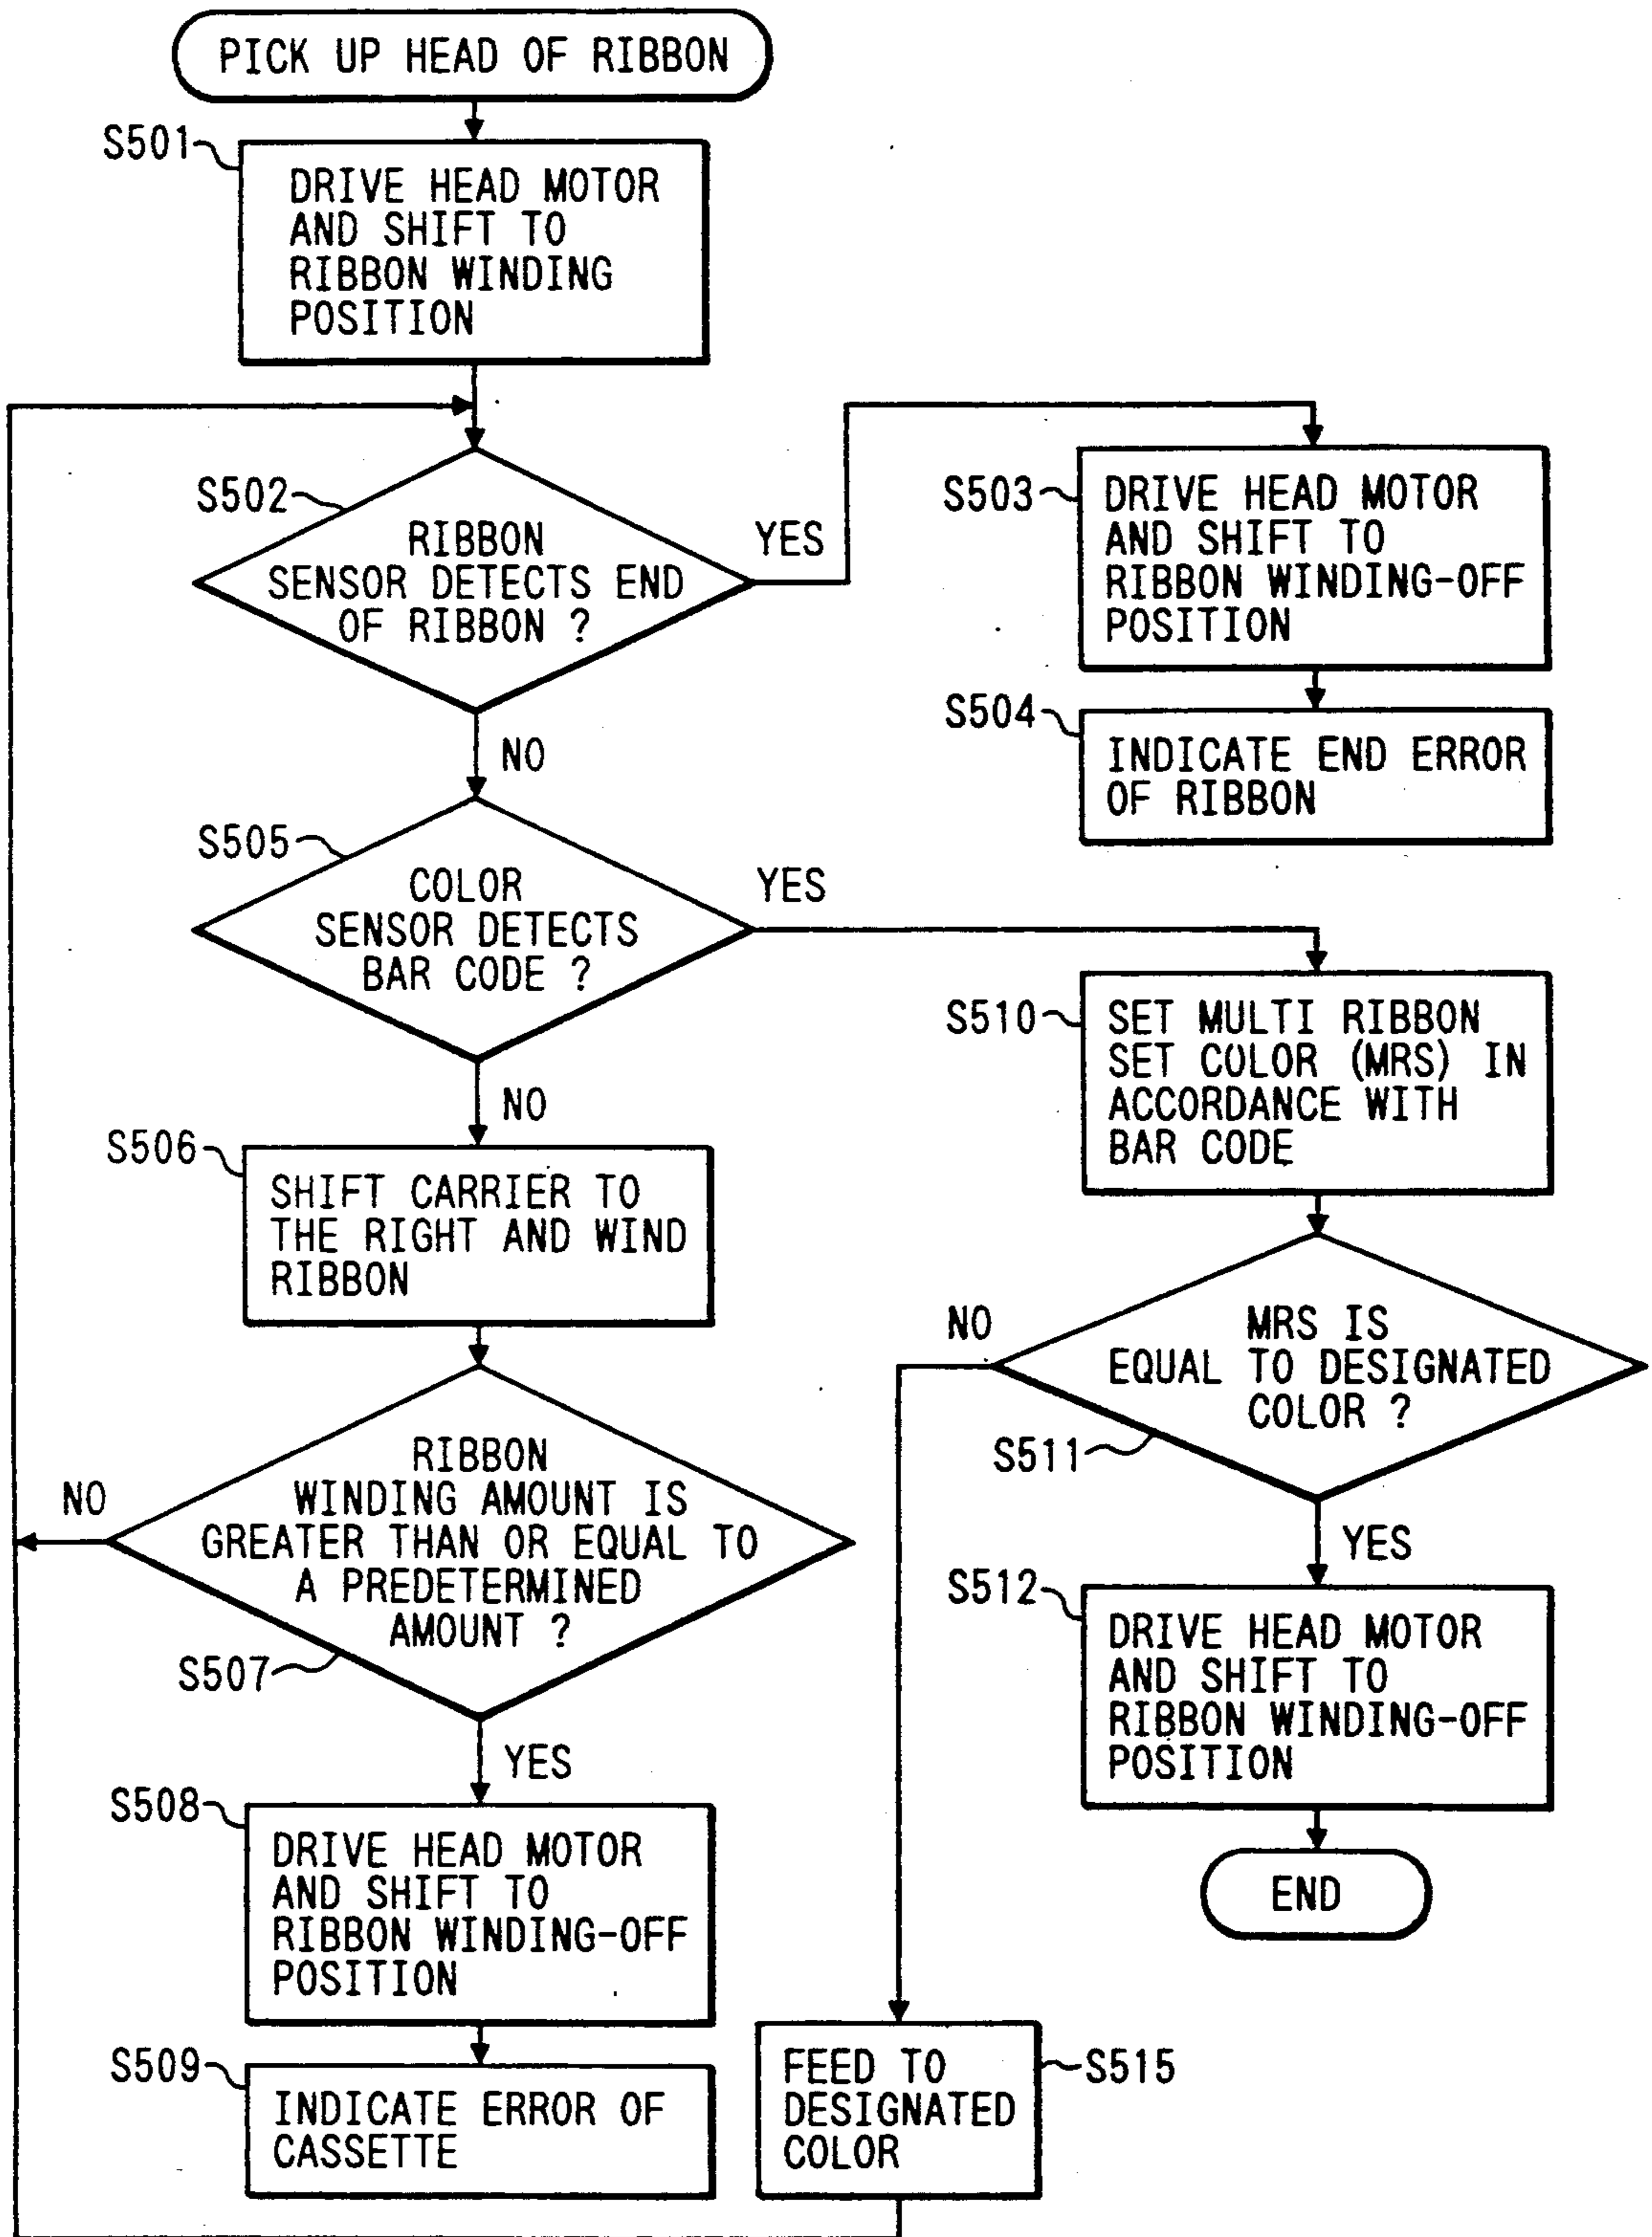 PICK UP HEAD OF RIBBON
S501
DRIVE HEAD MOTOR
AND SHIFT TO
RIBBON WINDING
POSITION
S502
RIBBON
SENSOR DETECTS END
OF RIBBON ?
YES
NO
S503
DRIVE HEAD MOTOR
AND SHIFT TO
RIBBON WINDING-OFF
POSITION
S504
INDICATE END ERROR
OF RIBBON
S505
COLOR
SENSOR DETECTS
BAR CODE ?
YES
NO
S506
SHIFT CARRIER TO
THE RIGHT AND WIND
RIBBON
RIBBON
WINDING AMOUNT IS
GREATER THAN OR EQUAL TO
A PREDETERMINED
AMOUNT ?
NO
S507
YES
S508
DRIVE HEAD MOTOR
AND SHIFT TO
RIBBON WINDING-OFF
POSITION
S509
INDICATE ERROR OF
CASSETTE
S510
SET MULTI RIBBON
SET COLOR (MRS) IN
ACCORDANCE WITH
BAR CODE
NO
MRS IS
EQUAL TO DESIGNATED
COLOR ?
S511
YES
S512
DRIVE HEAD MOTOR
AND SHIFT TO
RIBBON WINDING-OFF
POSITION
END
FEED TO
DESIGNATED
COLOR
S515